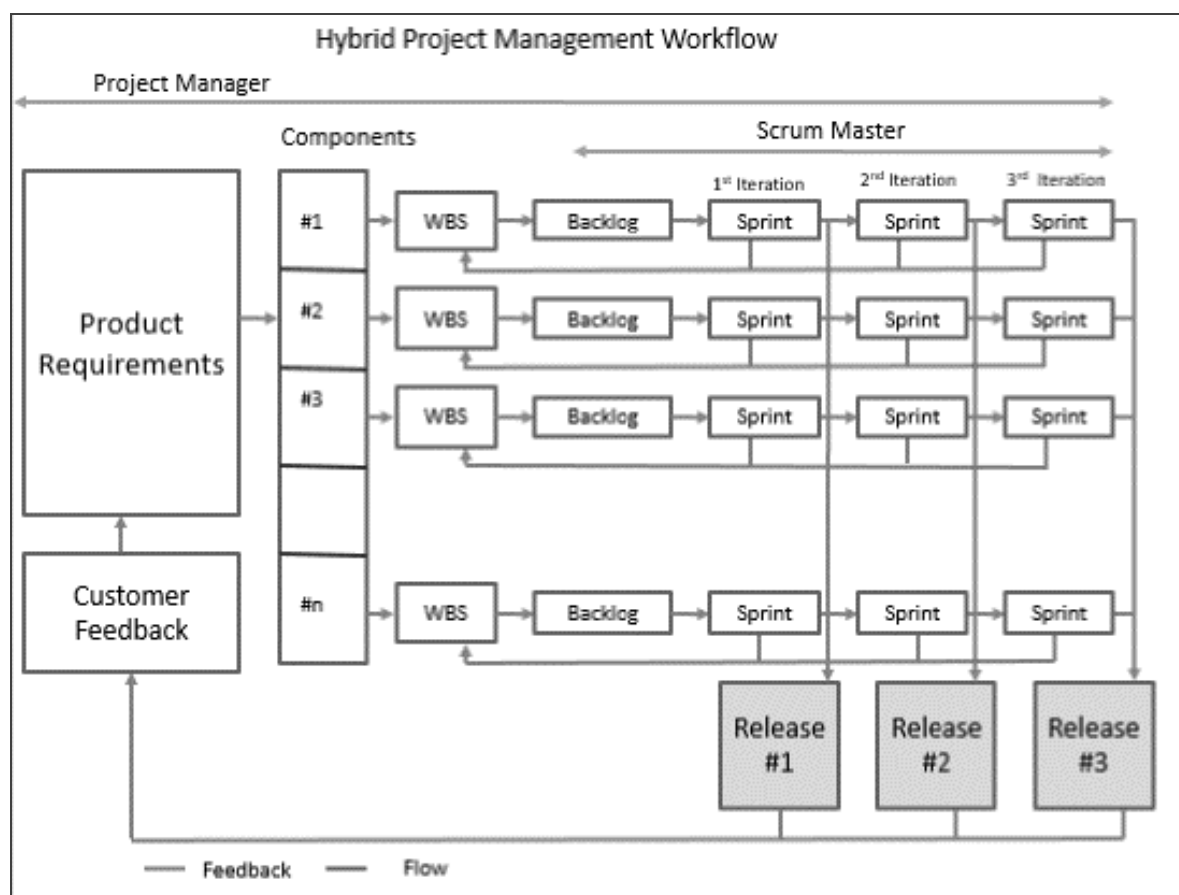 Hybrid Project Management Workflow
Project Manager
Components
Scrum Master
1st Iteration
2nd Iteration
3rd Iteration
#1
WBS
Backlog
Sprint
Sprint
Sprint
#2
WBS
Backlog
Sprint
Sprint
Sprint
Product
Requirements
#3
WBS
Backlog
Sprint
Sprint
Sprint
#n
WBS
Backlog
Sprint
Sprint
Sprint
Customer
Feedback
Release
#1
Release
#2
Release
#3
Feedback
Flow